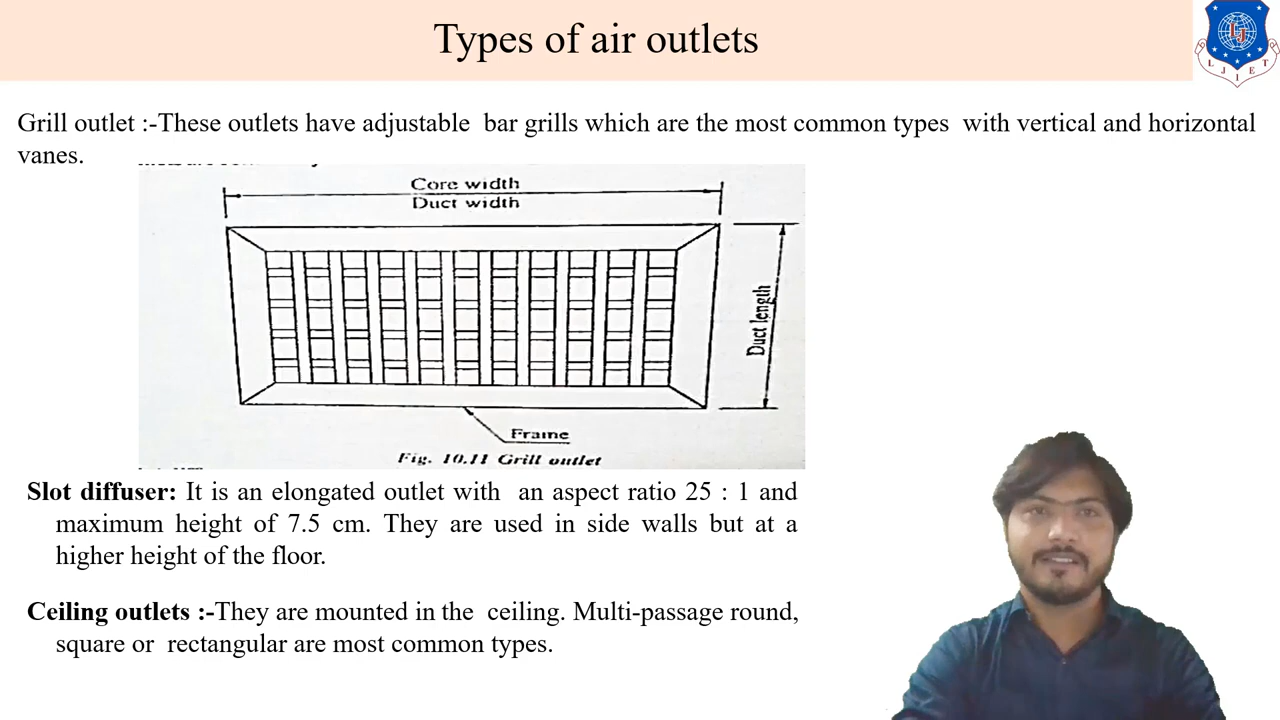 Types of air outlets
LJIET
Grill outlet :-These outlets have adjustable bar grills which are the most common types with vertical and horizontal
vanes.
Core width
Duct width
Duct length
Frame
Fig. 10.11 Grill outlet
Slot diffuser: It is an elongated outlet with an aspect ratio 25 : 1 and
maximum height of 7.5 cm. They are used in side walls but at a
higher height of the floor.
Ceiling outlets :-They are mounted in the ceiling. Multi-passage round,
square or rectangular are most common types.